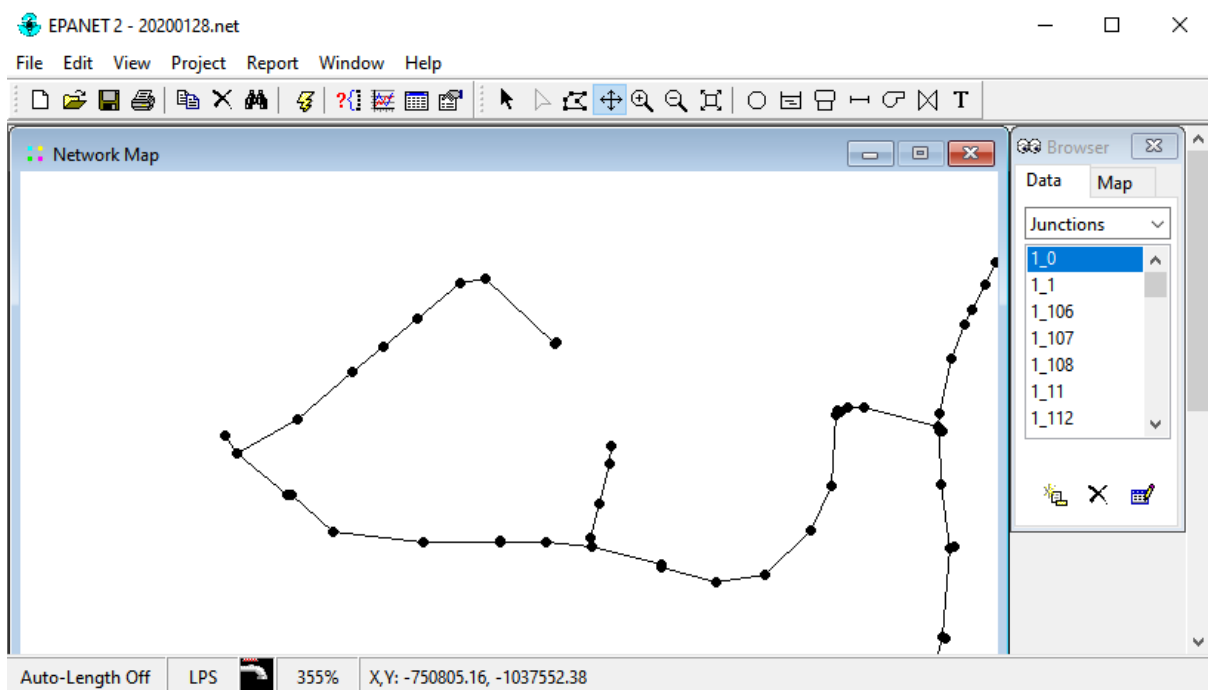 EPANET 2 - 20200128.net
File Edit View Project Report Window Help
T
Network Map
Browser
Data Map
Junctions
1_0
1_1
1_106
1_107
1_108
1_11
1_112
Auto-Length Off LPS 355% X,Y: -750805.16, -1037552.38